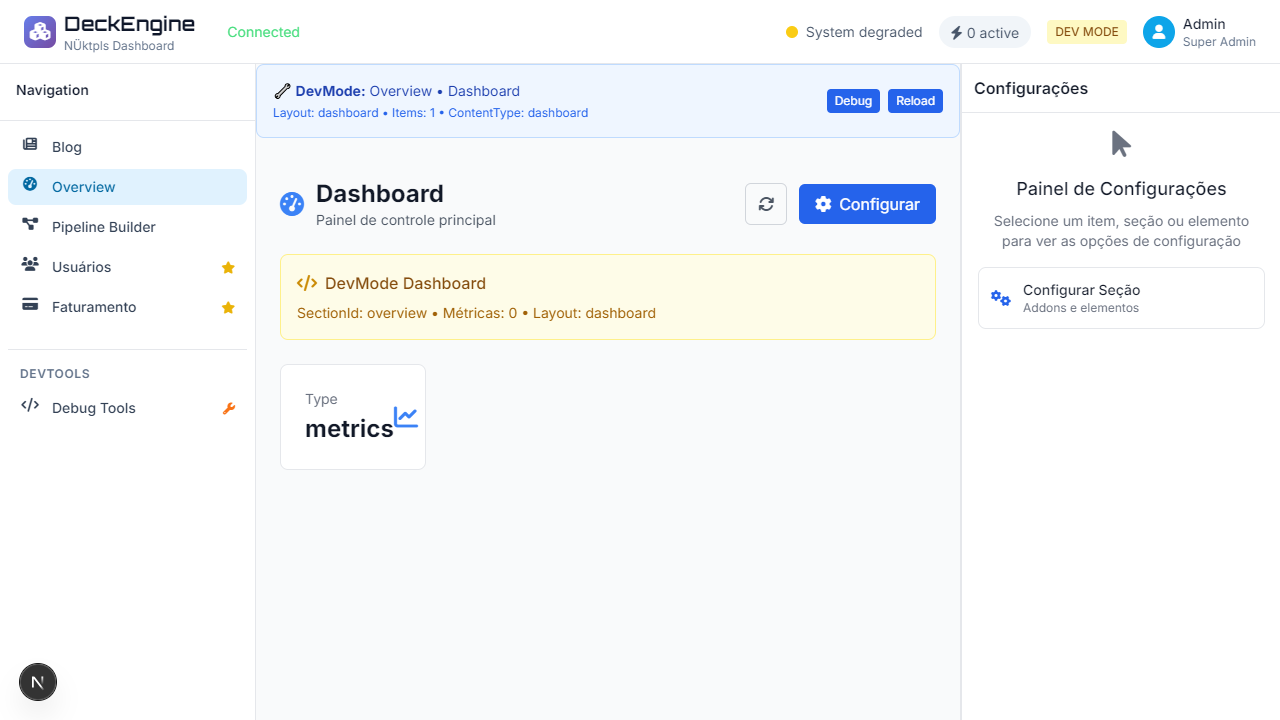 DeckEngine
NÜktpls Dashboard
Connected
System degraded
0 active
DEV MODE
Admin
Super Admin
Navigation
Blog
Overview
Pipeline Builder
Usuários
Faturamento
DEVTOOLS
Debug Tools
N
DevMode: Overview • Dashboard
Layout: dashboard • Items: 1 • ContentType: dashboard
Debug
Reload
Dashboard
Painel de controle principal
Configurar
DevMode Dashboard
SectionId: overview • Métricas: 0 • Layout: dashboard
Type
metrics
Configurações
Painel de Configurações
Selecione um item, seção ou elemento
para ver as opções de configuração
Configurar Seção
Addons e elementos